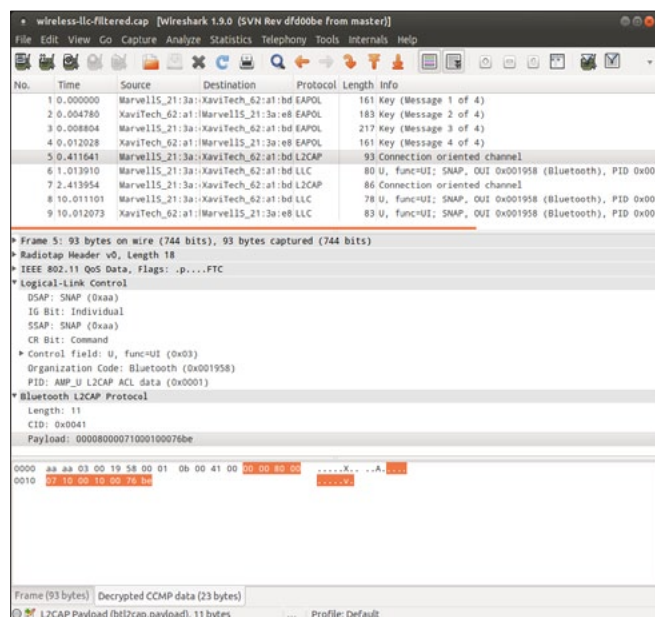 wireless-llc-filtered.cap [Wireshark 1.9.0 (SVN Rev dfd00be from master)]
File Edit View Go Capture Analyze Statistics Telephony Tools Internals Help
No. Time Source Destination Protocol Length Info
1 0.000000 MarvellS_21:3a: XaviTech_62:a1:bd EAPOL 161 Key (Message 1 of 4)
2 0.004780 XaviTech_62:a1: MarvellS_21:3a:e8 EAPOL 183 Key (Message 2 of 4)
3 0.008804 MarvellS_21:3a: XaviTech_62:a1:bd EAPOL 217 Key (Message 3 of 4)
4 0.012028 XaviTech_62:a1: MarvellS_21:3a:e8 EAPOL 161 Key (Message 4 of 4)
5 0.411641 MarvellS_21:3a: XaviTech_62:a1:bd L2CAP 93 Connection oriented channel
6 1.013910 MarvellS_21:3a: XaviTech_62:a1:bd LLC 80 U, func=UI; SNAP, OUI 0x001958 (Bluetooth), PID 0x00
7 2.413954 MarvellS_21:3a: XaviTech_62:a1:bd L2CAP 86 Connection oriented channel
8 10.011101 MarvellS_21:3a: XaviTech_62:a1:bd LLC 78 U, func=UI; SNAP, OUI 0x001958 (Bluetooth), PID 0x00
9 10.012073 XaviTech_62:a1: MarvellS_21:3a:e8 LLC 83 U, func=UI; SNAP, OUI 0x001958 (Bluetooth), PID 0x00
Frame 5: 93 bytes on wire (744 bits), 93 bytes captured (744 bits)
Radiotap Header v0, Length 18
IEEE 802.11 QoS Data, Flags: .p....FTC
Logical-Link Control
DSAP: SNAP (0xaa)
IG Bit: Individual
SSAP: SNAP (0xaa)
CR Bit: Command
Control field: U, func=UI (0x03)
Organization Code: Bluetooth (0x001958)
PID: AMP_U L2CAP ACL data (0x0001)
Bluetooth L2CAP Protocol
Length: 11
CID: 0x0041
Payload: 00008000071000100076be
0000 aa aa 03 00 19 58 00 01 0b 00 41 00 00 00 80 00 .....X.. ..A.....
0010 07 10 00 10 00 76 be .....v.
Frame (93 bytes) Decrypted CCMP data (23 bytes)
L2CAP Payload (btl2cap.payload), 11 bytes ... Profile: Default